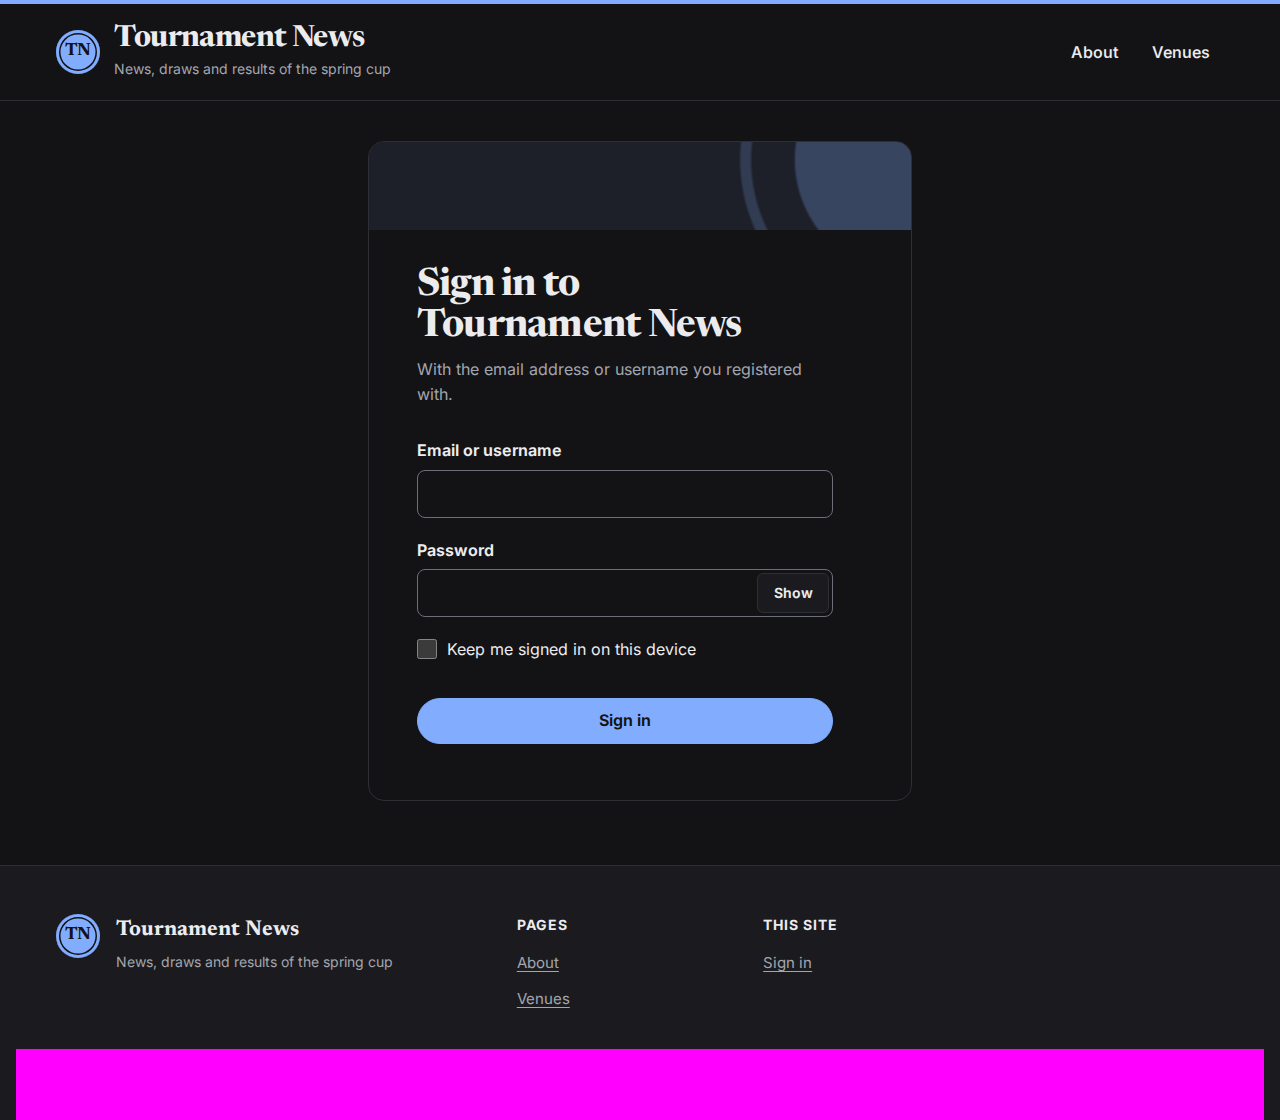 TN
Tournament News
News, draws and results of the spring cup
About
Venues
Sign in to
Tournament News
With the email address or username you registered
with.
Email or username
Password
Show
Keep me signed in on this device
Sign in
TN
Tournament News
News, draws and results of the spring cup
PAGES
About
Venues
THIS SITE
Sign in